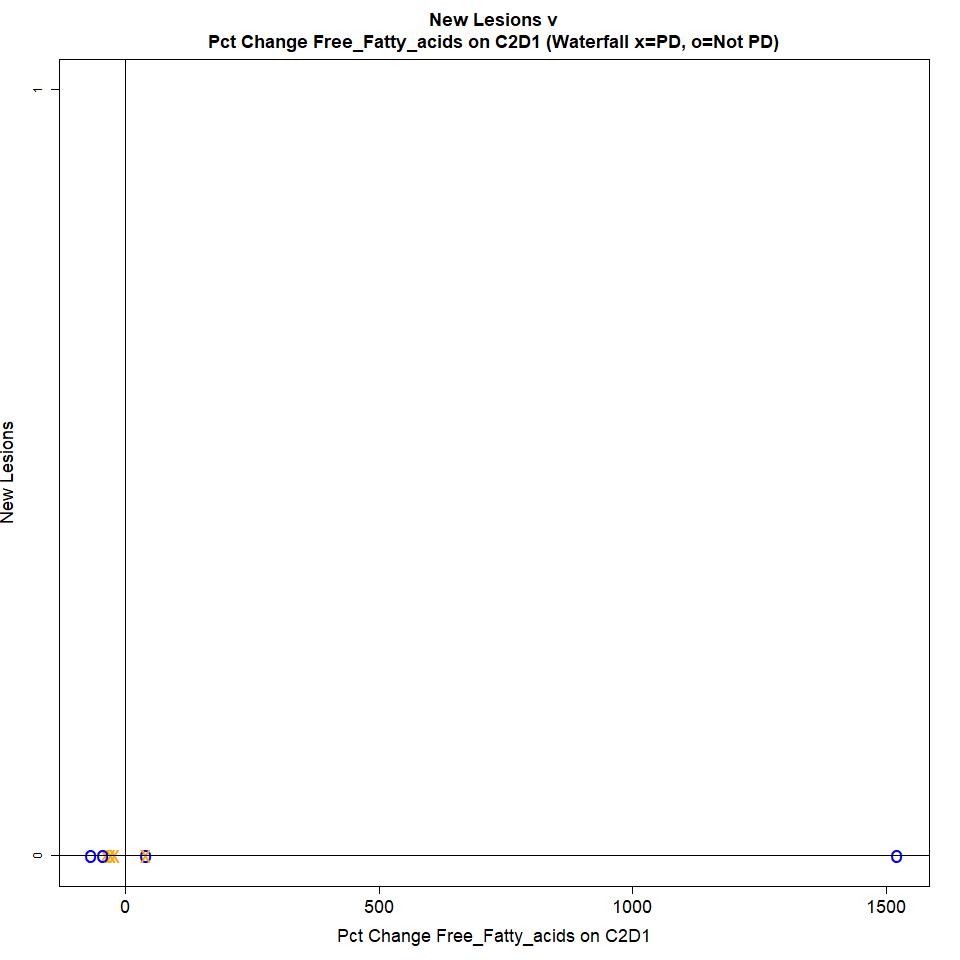 New Lesions v
Pct Change Free_Fatty_acids on C2D1 (Waterfall x=PD, o=Not PD)
1
New Lesions
0
0 500 1000 1500
Pct Change Free_Fatty_acids on C2D1